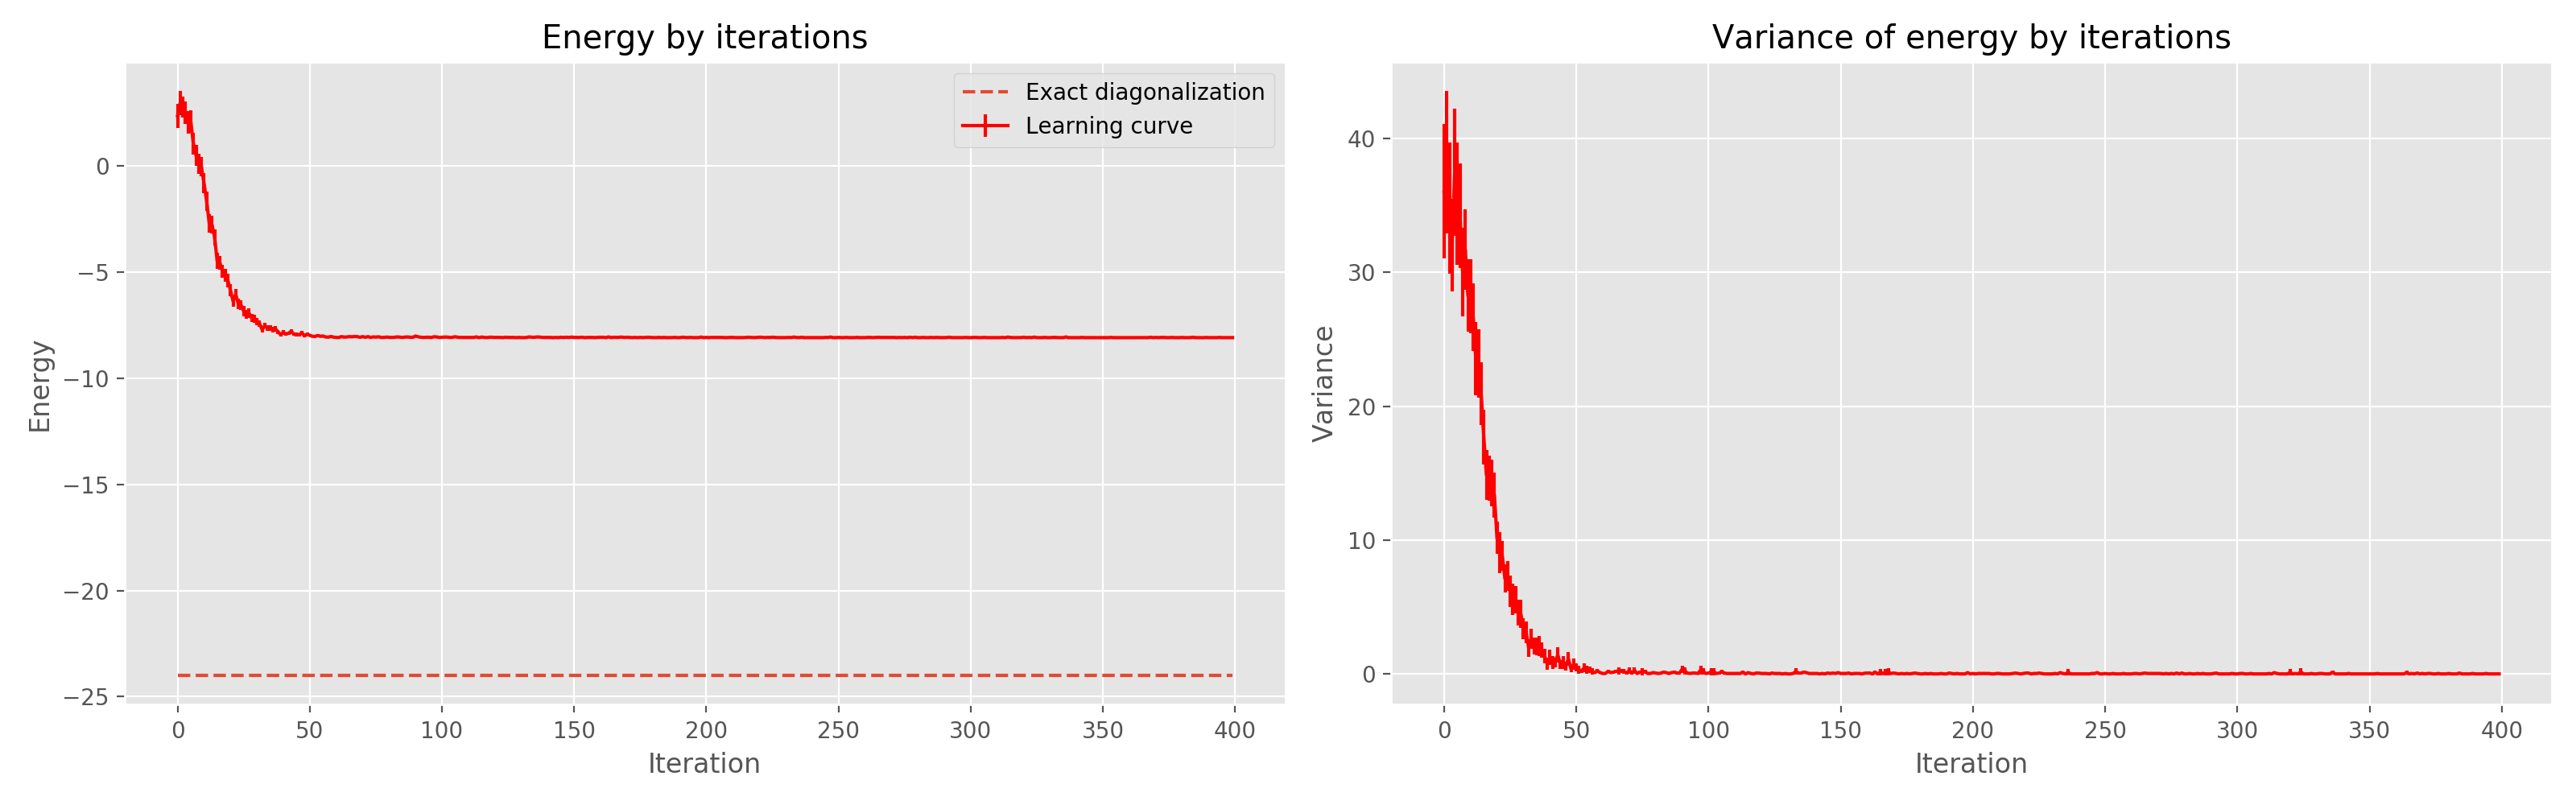 Energy by iterations
Exact diagonalization
Learning curve
0
−5
−10
−15
−20
−25
Energy
0 50 100 150 200 250 300 350 400
Iteration
Variance of energy by iterations
40
30
20
10
0
Variance
0 50 100 150 200 250 300 350 400
Iteration